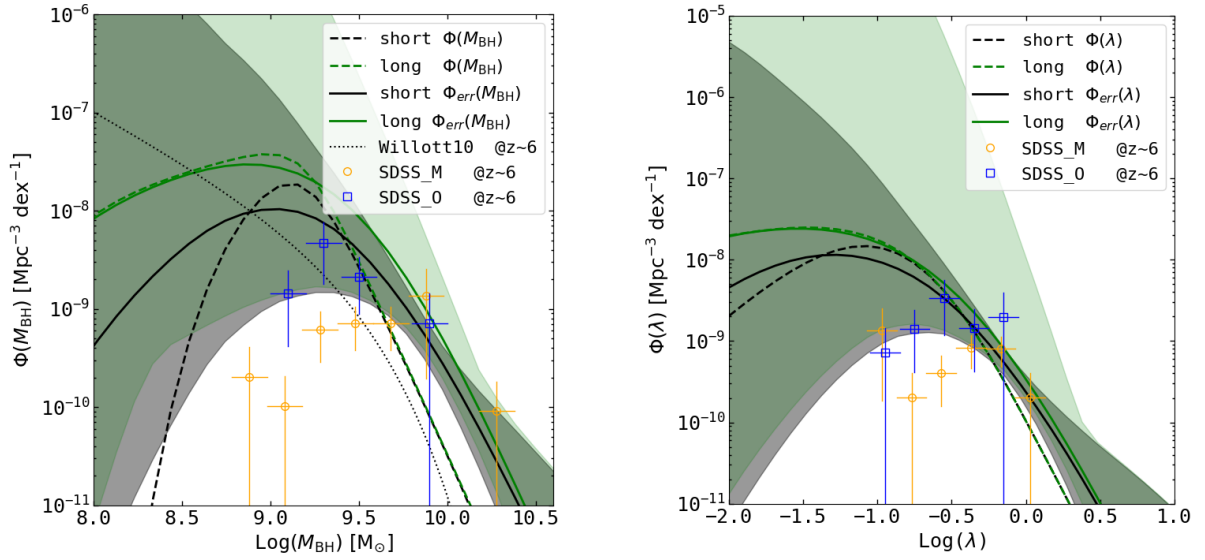 10⁻⁶
10⁻⁷
10⁻⁸
10⁻⁹
10⁻¹⁰
10⁻¹¹
Φ(M_BH) [Mpc⁻³ dex⁻¹]
short Φ(M_BH)
long Φ(M_BH)
short Φ_err(M_BH)
long Φ_err(M_BH)
Willott10 @z~6
SDSS_M @z~6
SDSS_O @z~6
8.0 8.5 9.0 9.5 10.0 10.5
Log(M_BH) [M_⊙]
10⁻⁵
10⁻⁶
10⁻⁷
10⁻⁸
10⁻⁹
10⁻¹⁰
10⁻¹¹
Φ(λ) [Mpc⁻³ dex⁻¹]
short Φ(λ)
long Φ(λ)
short Φ_err(λ)
long Φ_err(λ)
SDSS_M @z~6
SDSS_O @z~6
−2.0 −1.5 −1.0 −0.5 0.0 0.5 1.0
Log(λ)